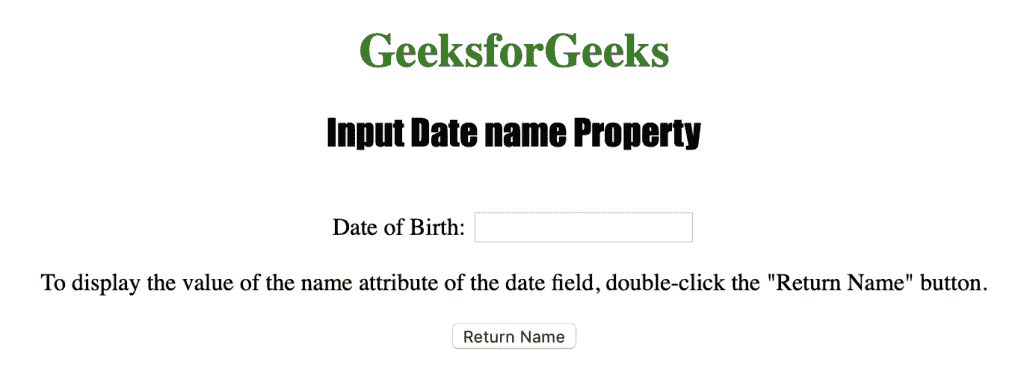 GeeksforGeeks
Input Date name Property
Date of Birth:
To display the value of the name attribute of the date field, double-click the "Return Name" button.
Return Name